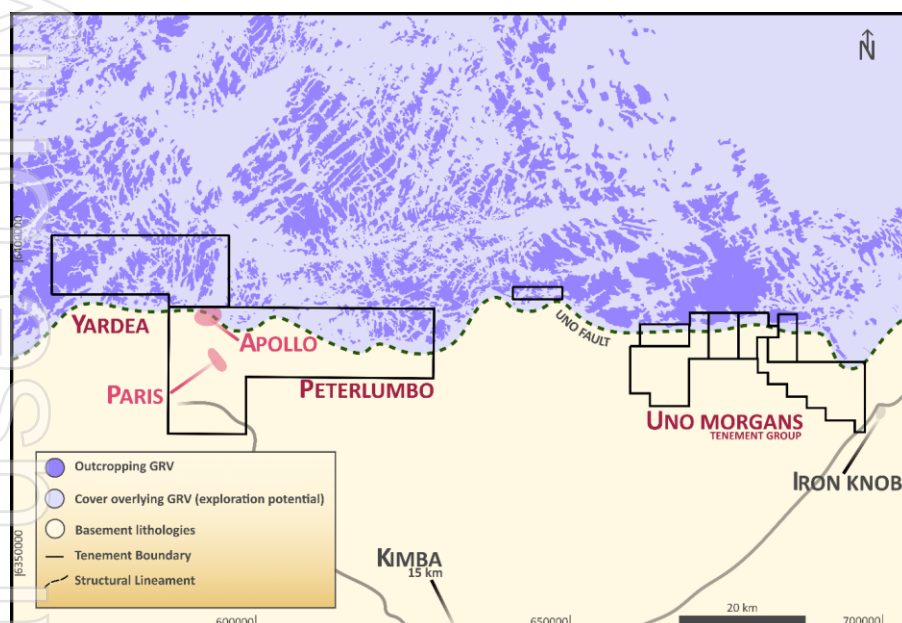 N
6400000
YARDEA
APOLLO
PARIS
PETERLUMBO
UNO FAULT
UNO MORGANS
TENEMENT GROUP
IRON KNOB
Outcropping GRV
Cover overlying GRV (exploration potential)
Basement lithologies
Tenement Boundary
Structural Lineament
6350000
KIMBA
15 km
20 km
600000
650000
700000